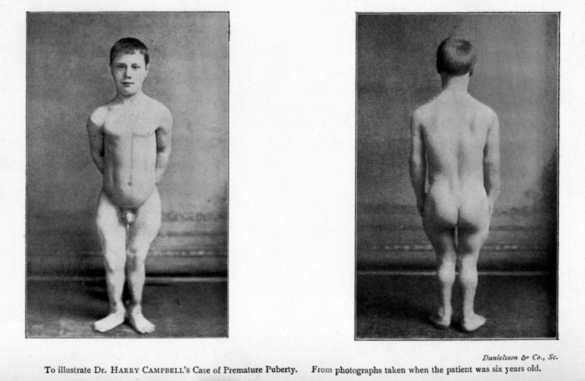 Danielsson & Co., Sc.
To illustrate Dr. HARRY CAMPBELL's Case of Premature Puberty. From photographs taken when the patient was six years old.